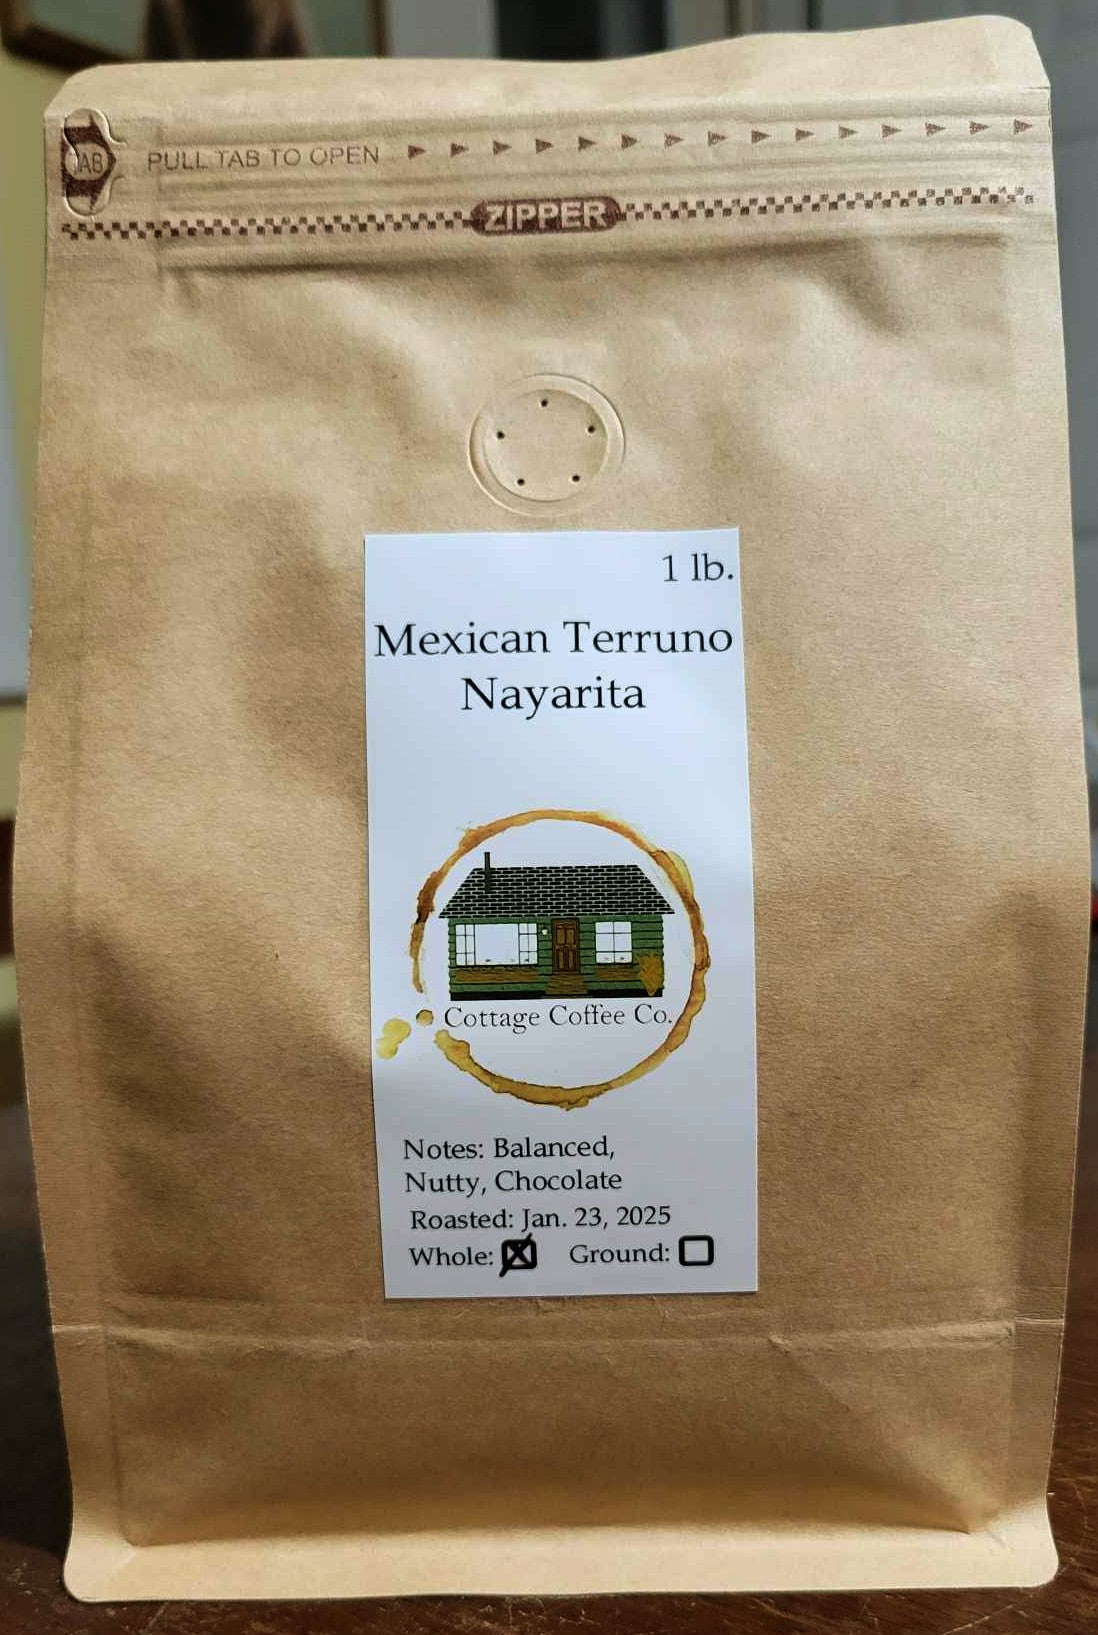 TAB
PULL TAB TO OPEN
ZIPPER
1 lb.
Mexican Terruno
Nayarita
Cottage Coffee Co.
Notes: Balanced,
Nutty, Chocolate
Roasted: Jan. 23, 2025
Whole: Ground: